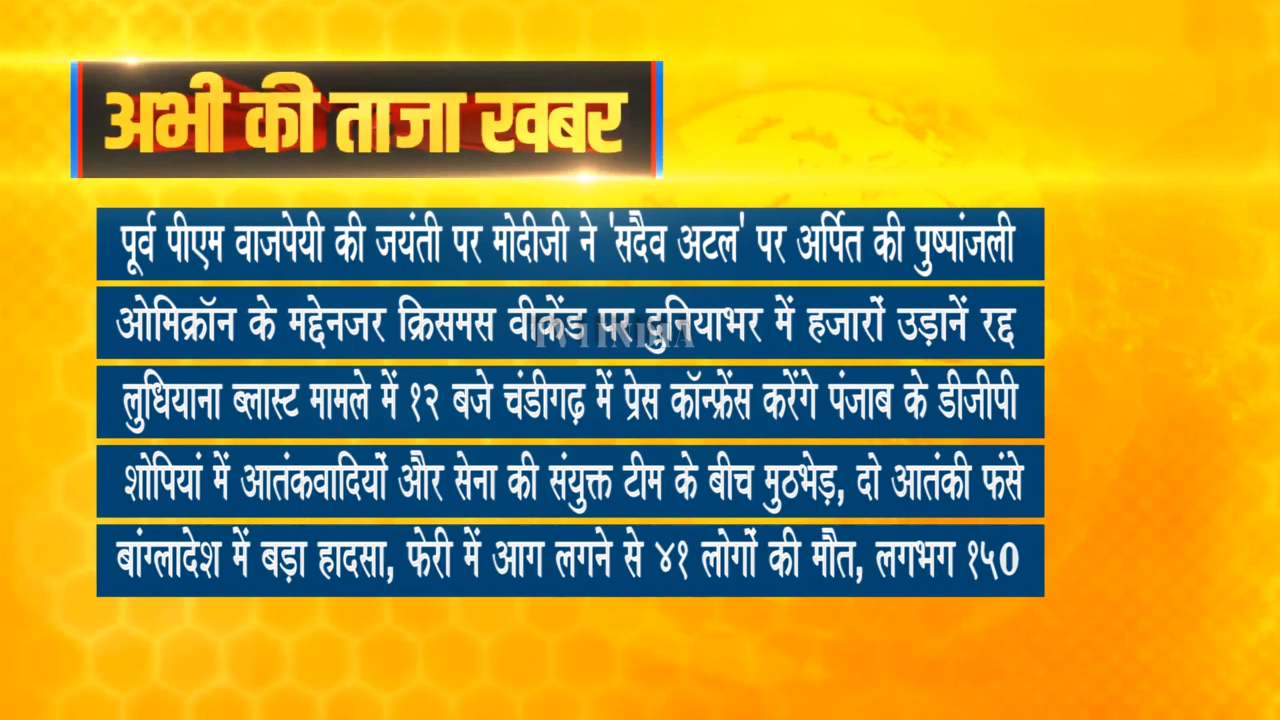 अभी की ताजा खबर
पूर्व पीएम वाजपेयी की जयंती पर मोदीजी ने 'सदैव अटल' पर अर्पित की पुष्पांजली
ओमिक्रॉन के मद्देनजर क्रिसमस वीकेंड पर दुनियाभर में हजारों उड़ानें रद्द
लुधियाना ब्लास्ट मामले में १२ बजे चंडीगढ़ में प्रेस कॉन्फ्रेंस करेंगे पंजाब के डीजीपी
शोपियां में आतंकवादियों और सेना की संयुक्त टीम के बीच मुठभेड़, दो आतंकी फंसे
बांग्लादेश में बड़ा हादसा, फेरी में आग लगने से ४१ लोगों की मौत, लगभग १५०